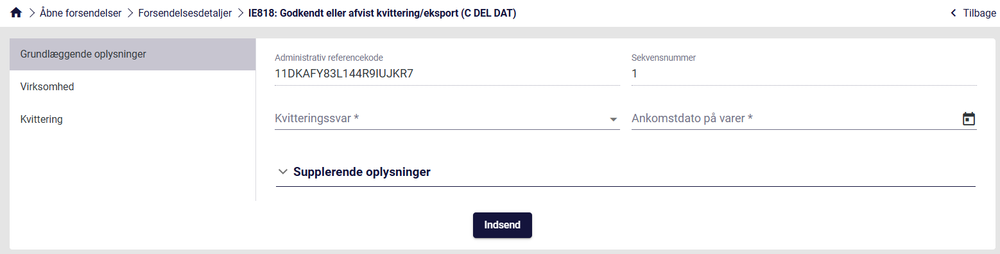 Åbne forsendelser > Forsendelsesdetaljer > IE818: Godkendt eller afvist kvittering/eksport (C DEL DAT)
Tilbage
Grundlæggende oplysninger
Virksomhed
Kvittering
Administrativ referencekode
11DKAFY83L144R9IUJKR7
Sekvensnummer
1
Kvitteringssvar *
Ankomstdato på varer *
Supplerende oplysninger
Indsend